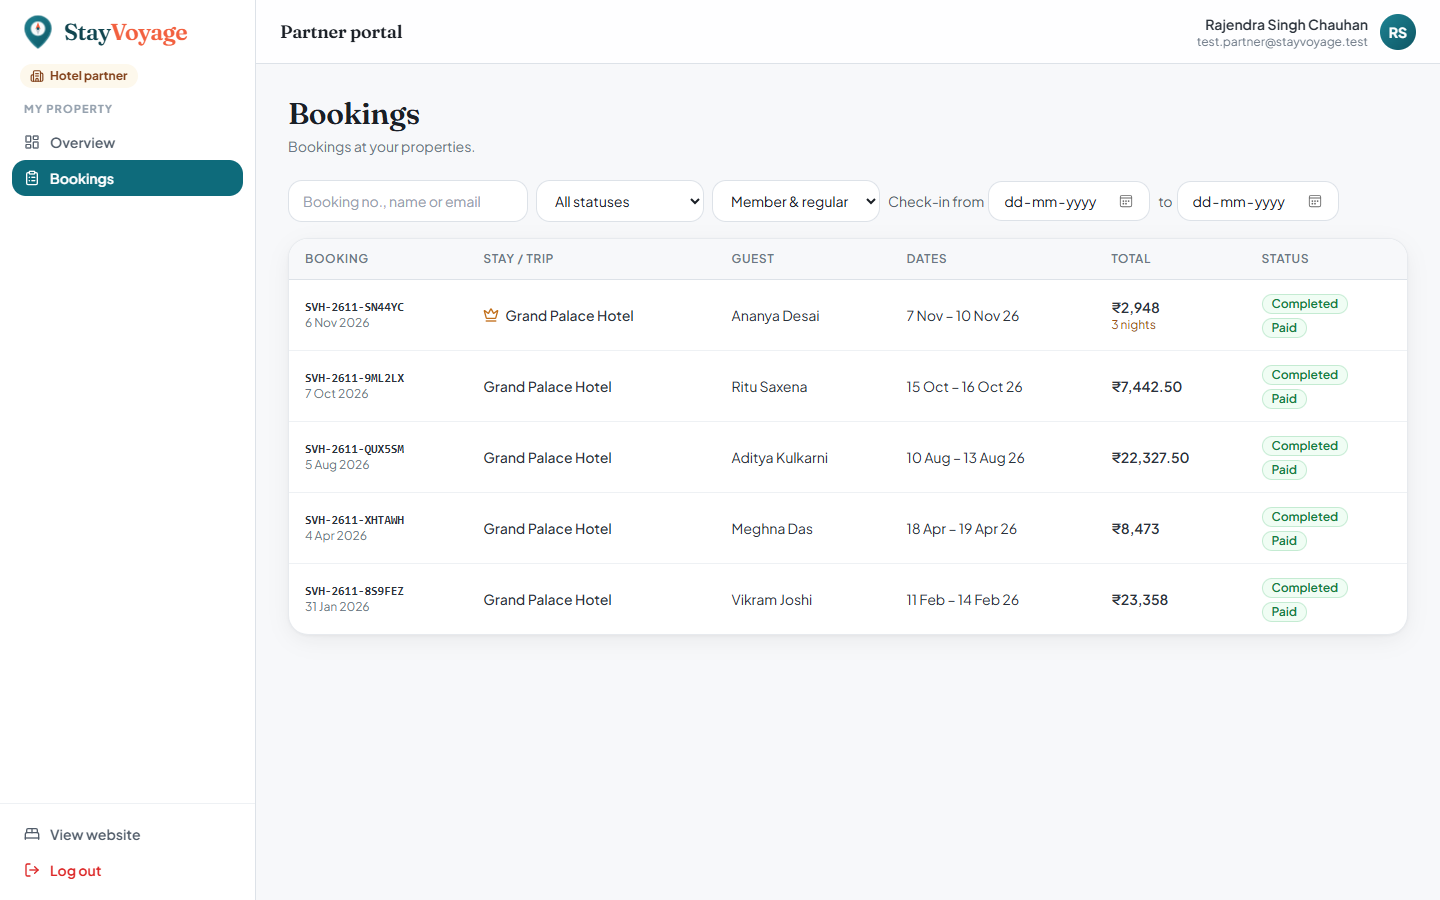 StayVoyage
Partner portal
Rajendra Singh Chauhan
test.partner@stayvoyage.test
RS
Hotel partner
MY PROPERTY
Overview
Bookings
View website
Log out
Bookings
Bookings at your properties.
Booking no., name or email
All statuses
Member & regular
Check-in from
dd-mm-yyyy
to
dd-mm-yyyy
BOOKING STAY / TRIP GUEST DATES TOTAL STATUS
SVH-2611-SN44YC
6 Nov 2026
Grand Palace Hotel
Ananya Desai
7 Nov – 10 Nov 26
₹2,948
3 nights
Completed
Paid
SVH-2611-9ML2LX
7 Oct 2026
Grand Palace Hotel
Ritu Saxena
15 Oct – 16 Oct 26
₹7,442.50
Completed
Paid
SVH-2611-QUX5SM
5 Aug 2026
Grand Palace Hotel
Aditya Kulkarni
10 Aug – 13 Aug 26
₹22,327.50
Completed
Paid
SVH-2611-XHTAWH
4 Apr 2026
Grand Palace Hotel
Meghna Das
18 Apr – 19 Apr 26
₹8,473
Completed
Paid
SVH-2611-8S9FEZ
31 Jan 2026
Grand Palace Hotel
Vikram Joshi
11 Feb – 14 Feb 26
₹23,358
Completed
Paid